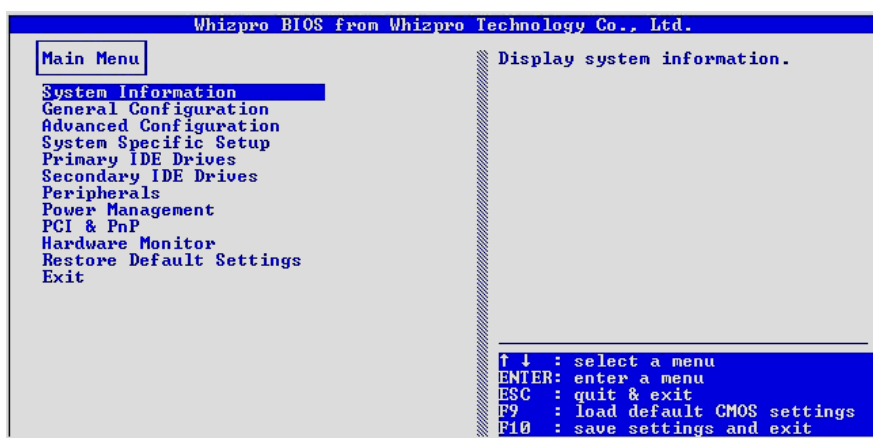 Whizpro BIOS from Whizpro Technology Co., Ltd.
Main Menu
System Information
General Configuration
Advanced Configuration
System Specific Setup
Primary IDE Drives
Secondary IDE Drives
Peripherals
Power Management
PCI & PnP
Hardware Monitor
Restore Default Settings
Exit
Display system information.
↑ ↓ : select a menu
ENTER: enter a menu
ESC : quit & exit
F9 : load default CMOS settings
F10 : save settings and exit